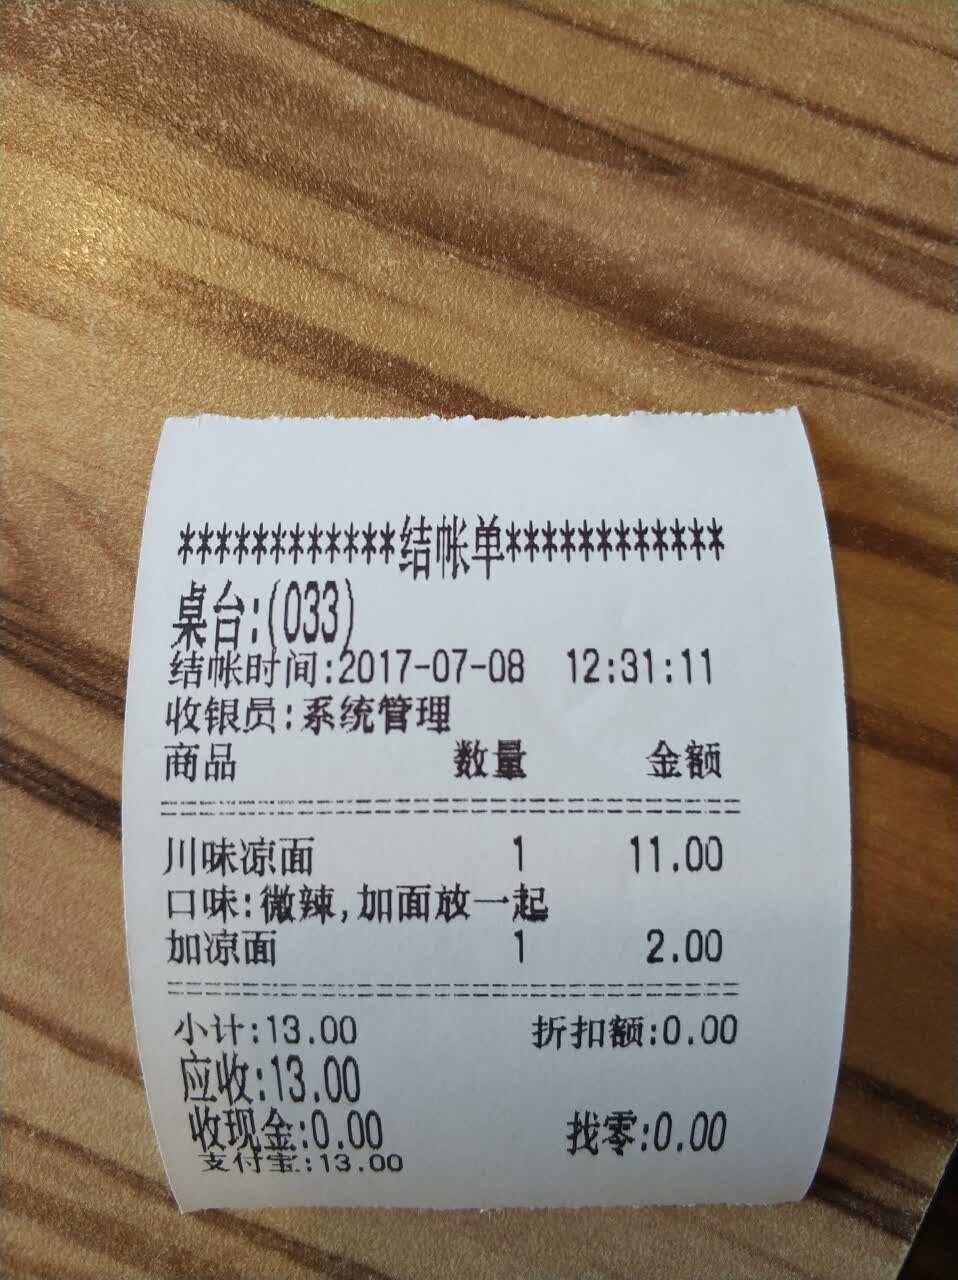 ************结帐单************
桌台:(033)
结帐时间:2017-07-08 12:31:11
收银员:系统管理
商品 数量 金额
川味凉面 1 11.00
口味:微辣,加面放一起
加凉面 1 2.00
小计:13.00 折扣额:0.00
应收:13.00
收现金:0.00 找零:0.00
支付宝:13.00